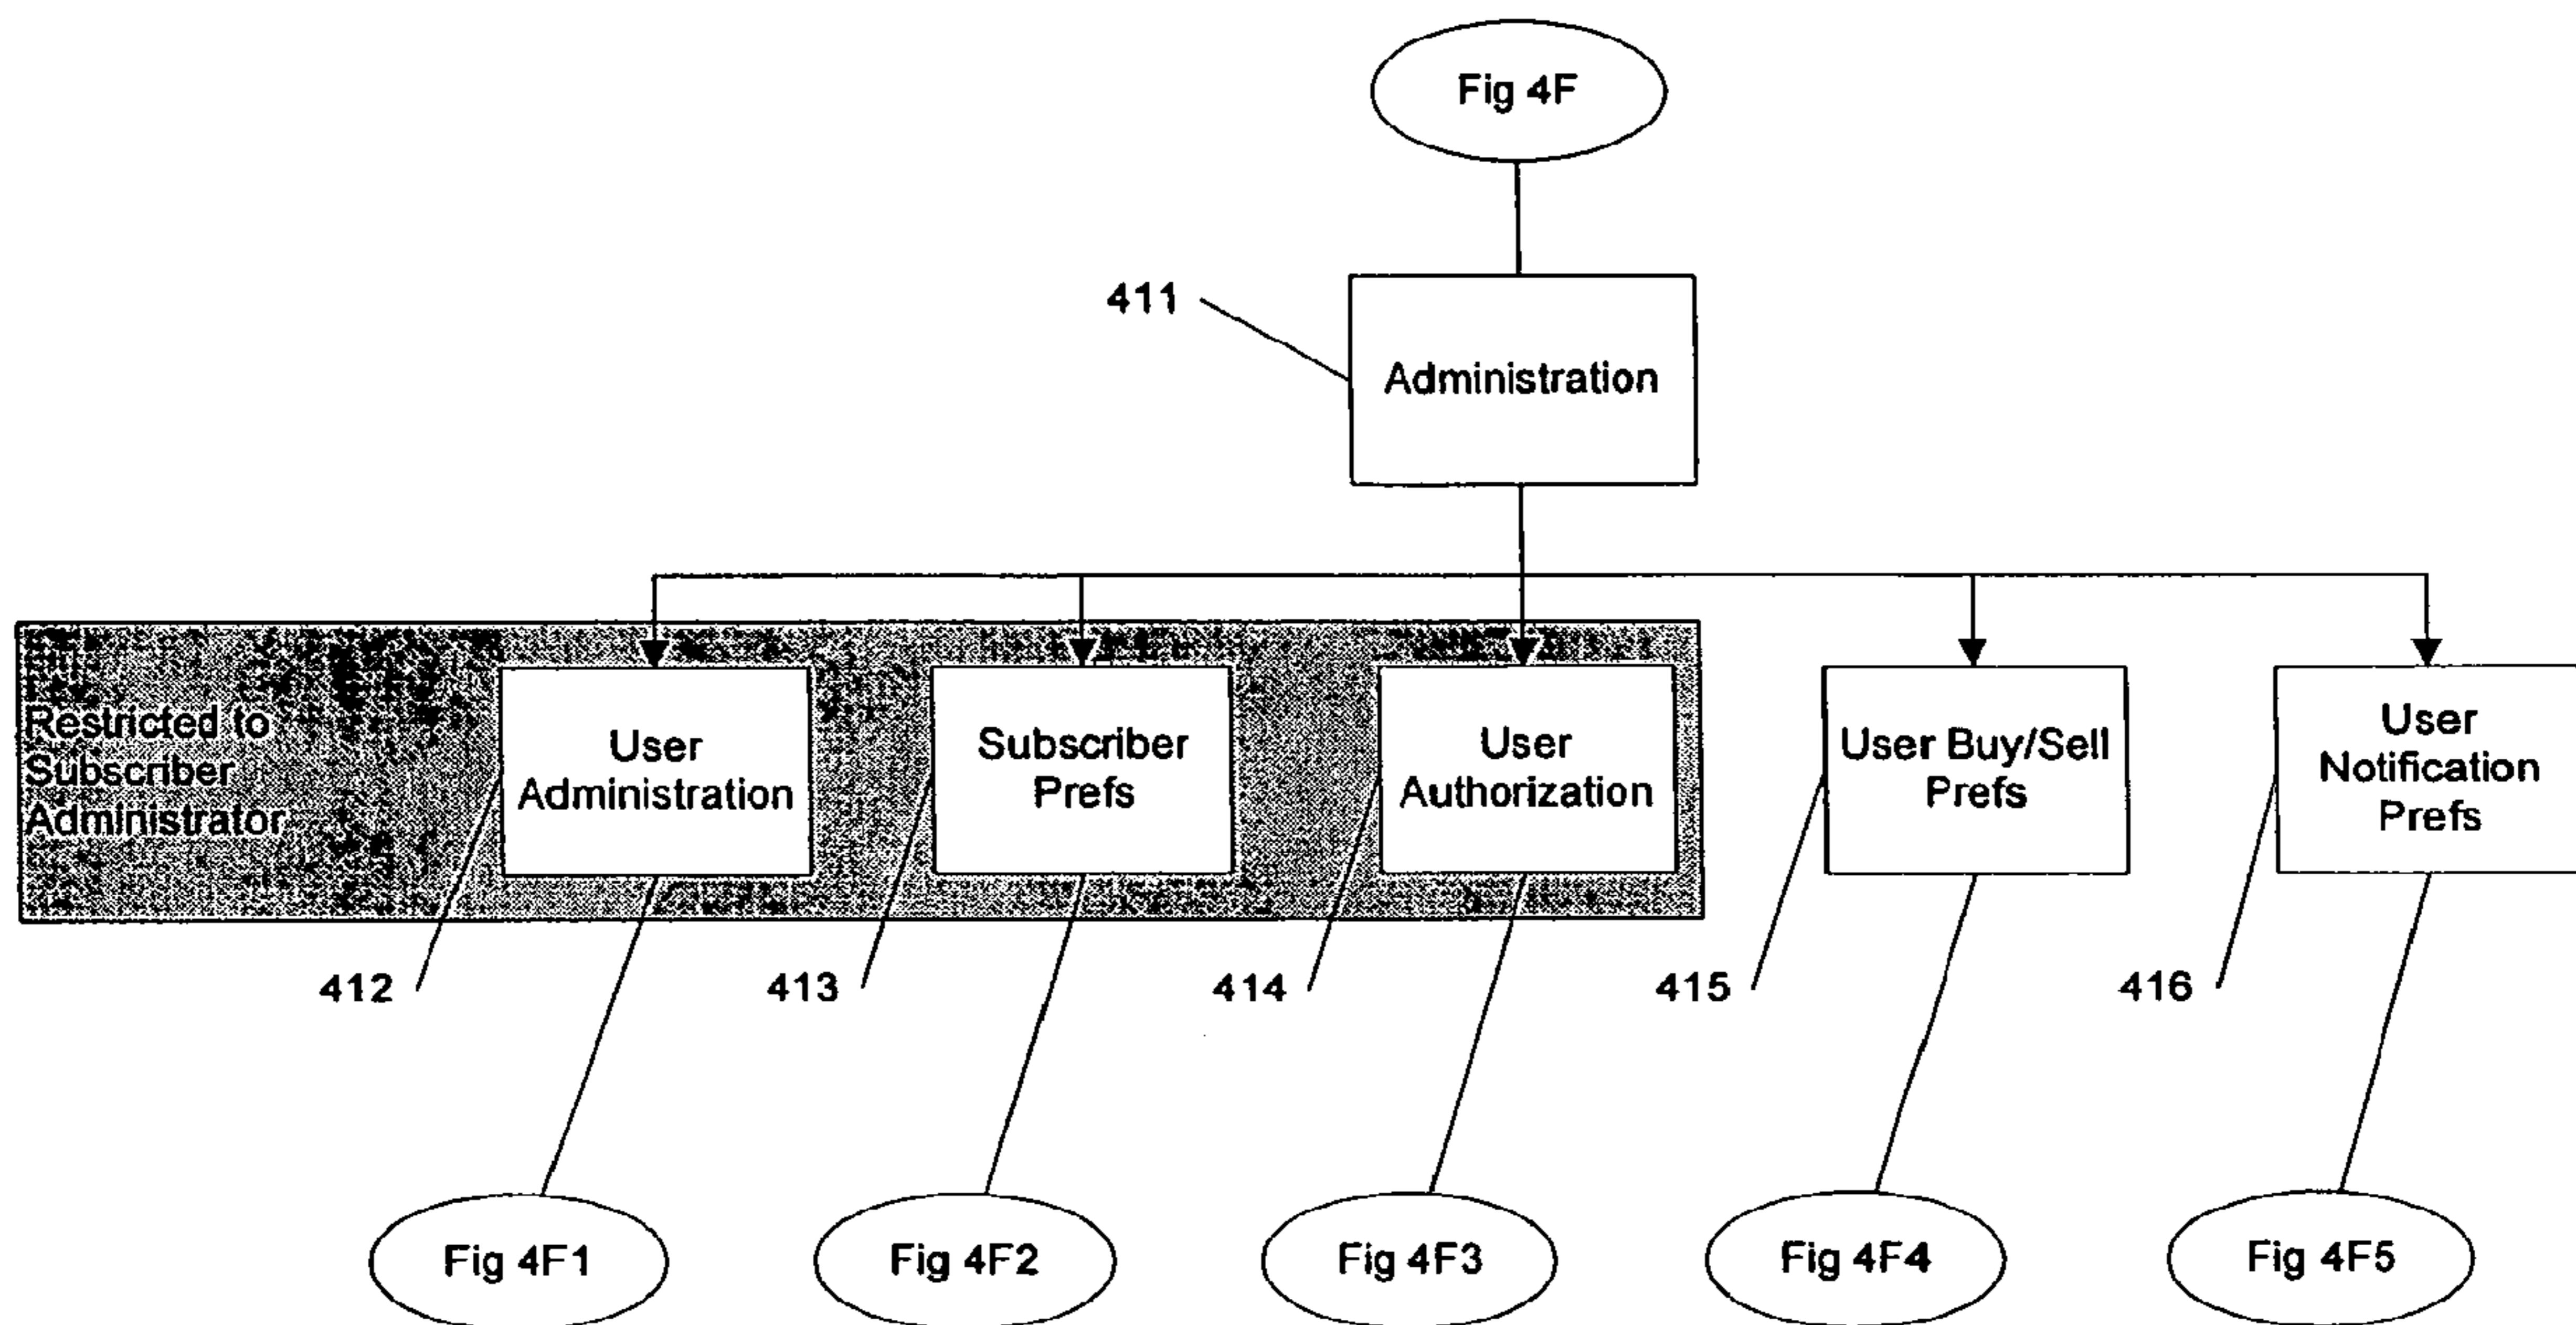 Fig 4F
411
Administration
Restricted to
Subscriber
Administrator
User
Administration
Subscriber
Prefs
User
Authorization
User Buy/Sell
Prefs
User
Notification
Prefs
412
413
414
415
416
Fig 4F1
Fig 4F2
Fig 4F3
Fig 4F4
Fig 4F5